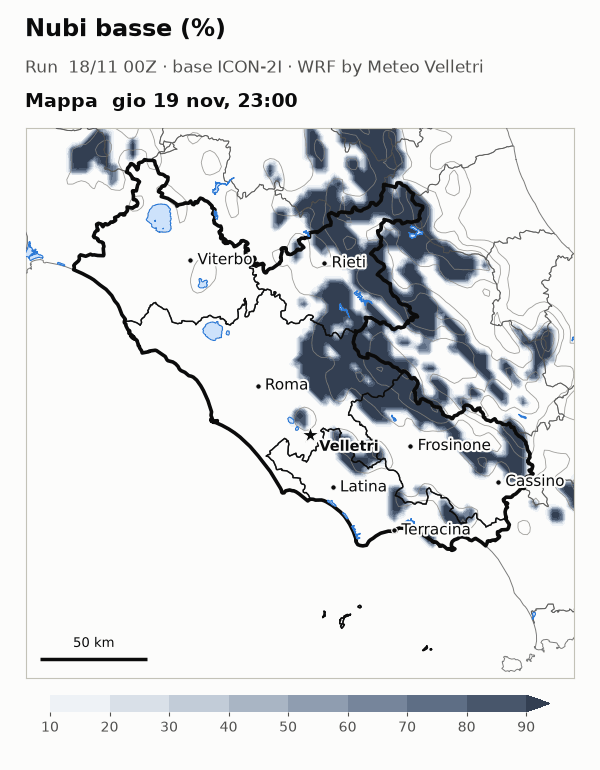 Nubi basse (%)
Run  18/11 00Z · base ICON-2I · WRF by Meteo Velletri
Mappa  gio 19 nov, 23:00
Viterbo
Rieti
Roma
Velletri
Frosinone
Cassino
Latina
Terracina
50 km
10 20 30 40 50 60 70 80 90